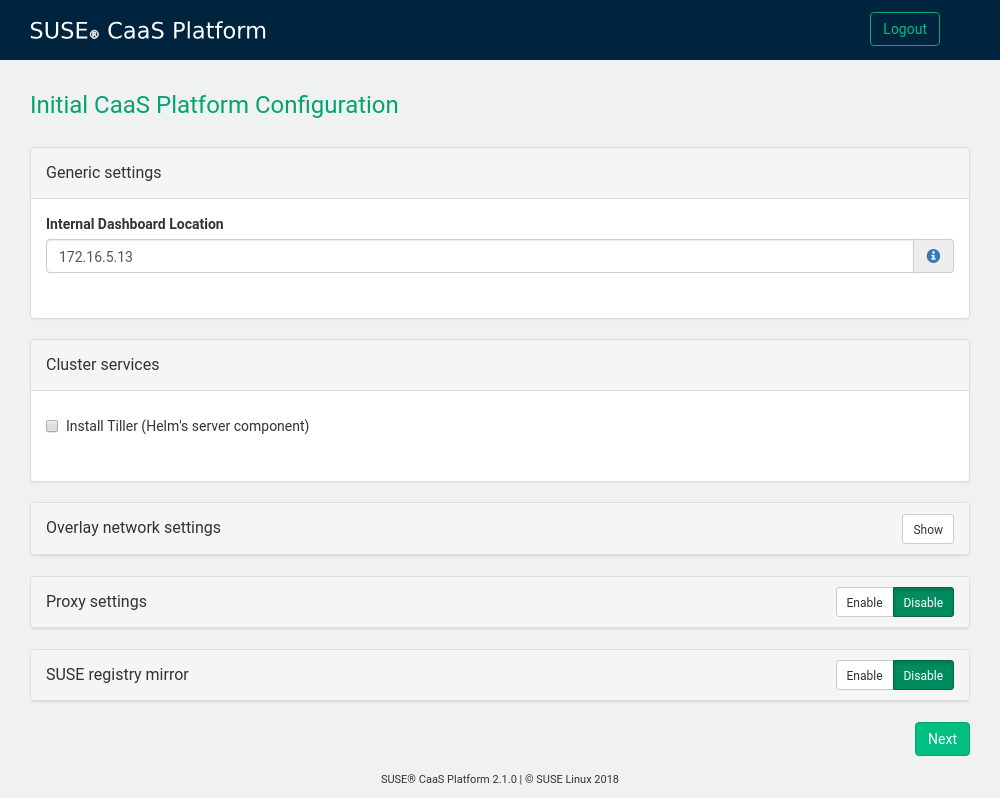 SUSE® CaaS Platform
Logout
Initial CaaS Platform Configuration
Generic settings
Internal Dashboard Location
172.16.5.13
Cluster services
Install Tiller (Helm's server component)
Overlay network settings
Show
Proxy settings
Enable
Disable
SUSE registry mirror
Enable
Disable
Next
SUSE® CaaS Platform 2.1.0 | © SUSE Linux 2018